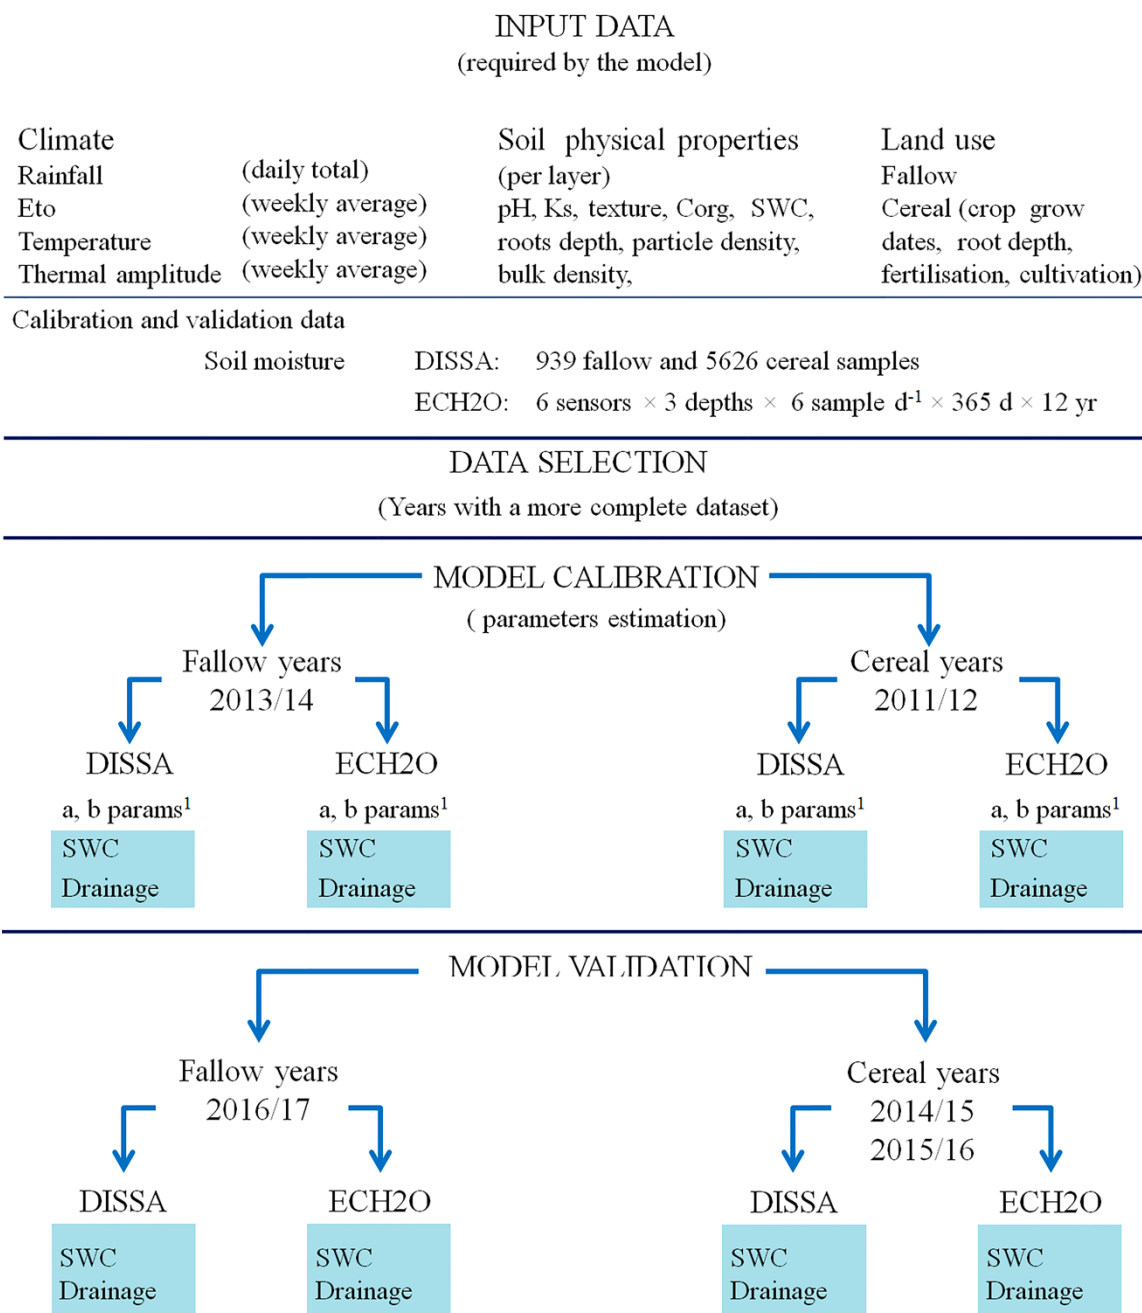 INPUT DATA
(required by the model)
Climate
Rainfall (daily total)
Eto (weekly average)
Temperature (weekly average)
Thermal amplitude (weekly average)
Soil physical properties
(per layer)
pH, Ks, texture, Corg, SWC,
roots depth, particle density,
bulk density,
Land use
Fallow
Cereal (crop grow
dates, root depth,
fertilisation, cultivation)
Calibration and validation data
Soil moisture DISSA: 939 fallow and 5626 cereal samples
ECH2O: 6 sensors × 3 depths × 6 sample d⁻¹ × 365 d × 12 yr
DATA SELECTION
(Years with a more complete dataset)
MODEL CALIBRATION
( parameters estimation)
Fallow years
2013/14
DISSA
a, b params¹
SWC
Drainage
ECH2O
a, b params¹
SWC
Drainage
Cereal years
2011/12
DISSA
a, b params¹
SWC
Drainage
ECH2O
a, b params¹
SWC
Drainage
MODEL VALIDATION
Fallow years
2016/17
DISSA
SWC
Drainage
ECH2O
SWC
Drainage
Cereal years
2014/15
2015/16
DISSA
SWC
Drainage
ECH2O
SWC
Drainage